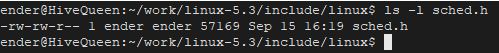 ender@HiveQueen:~/work/linux-5.3/include/linux$ ls -l sched.h
-rw-rw-r-- 1 ender ender 57169 Sep 15 16:19 sched.h
ender@HiveQueen:~/work/linux-5.3/include/linux$